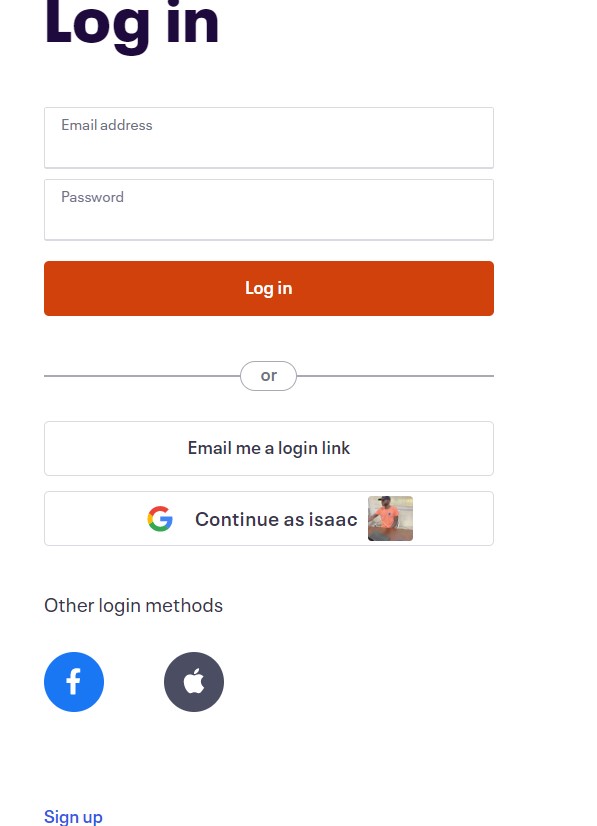 Log in
Email address
Password
Log in
or
Email me a login link
Continue as isaac
Other login methods
Sign up